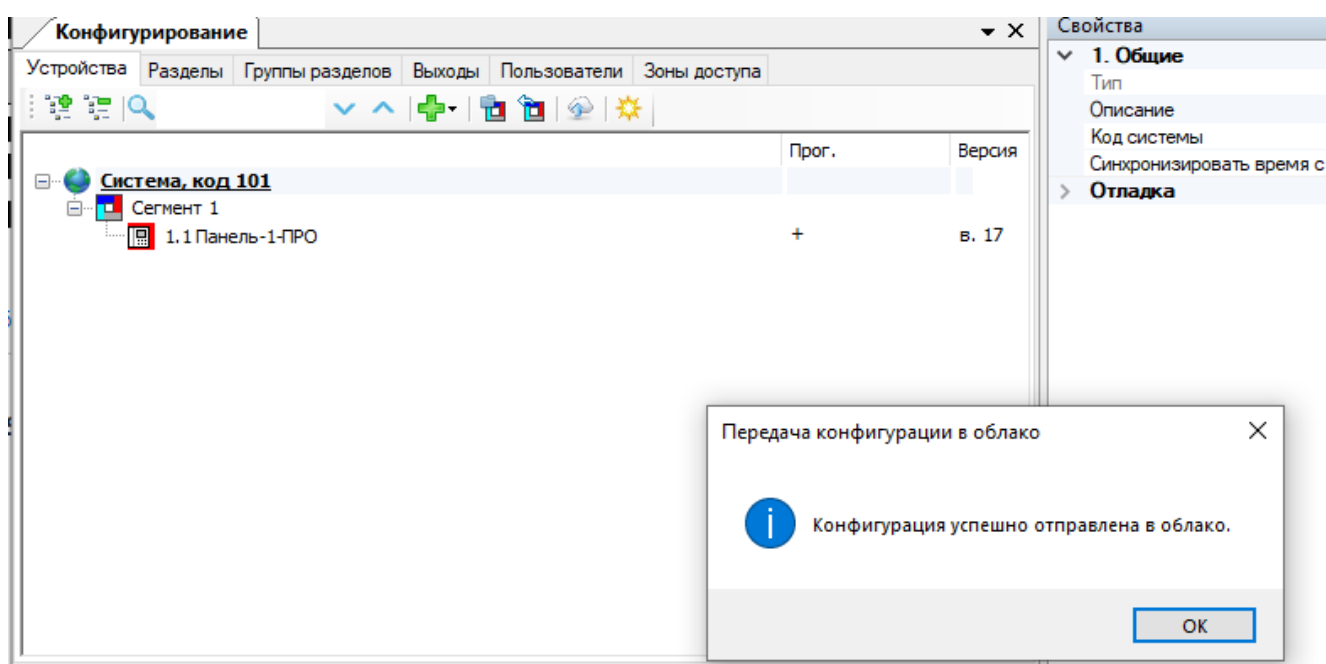 Конфигурирование
Свойства
Устройства Разделы Группы разделов Выходы Пользователи Зоны доступа
1. Общие
Тип
Описание
Код системы
Синхронизировать время с
Отладка
Прог. Версия
Система, код 101
Сегмент 1
1.1 Панель-1-ПРО + в. 17
Передача конфигурации в облако
Конфигурация успешно отправлена в облако.
ОК